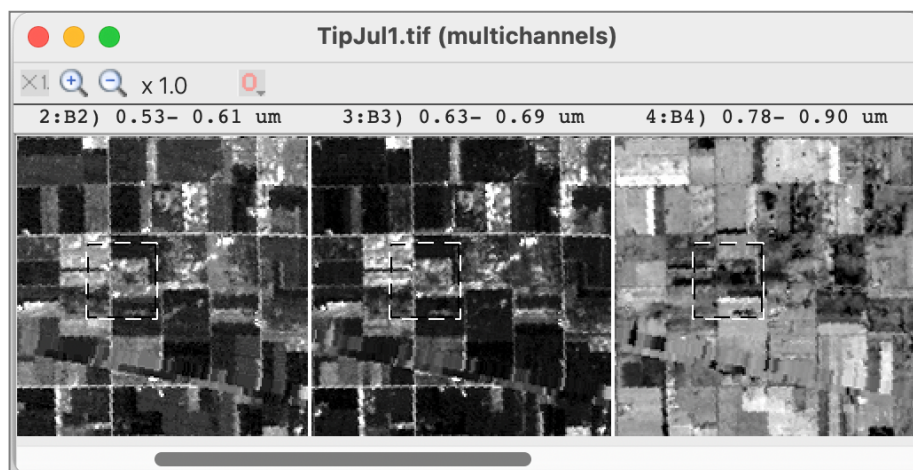 TipJul1.tif (multichannels)
×1. x 1.0
2:B2) 0.53- 0.61 um 3:B3) 0.63- 0.69 um 4:B4) 0.78- 0.90 um